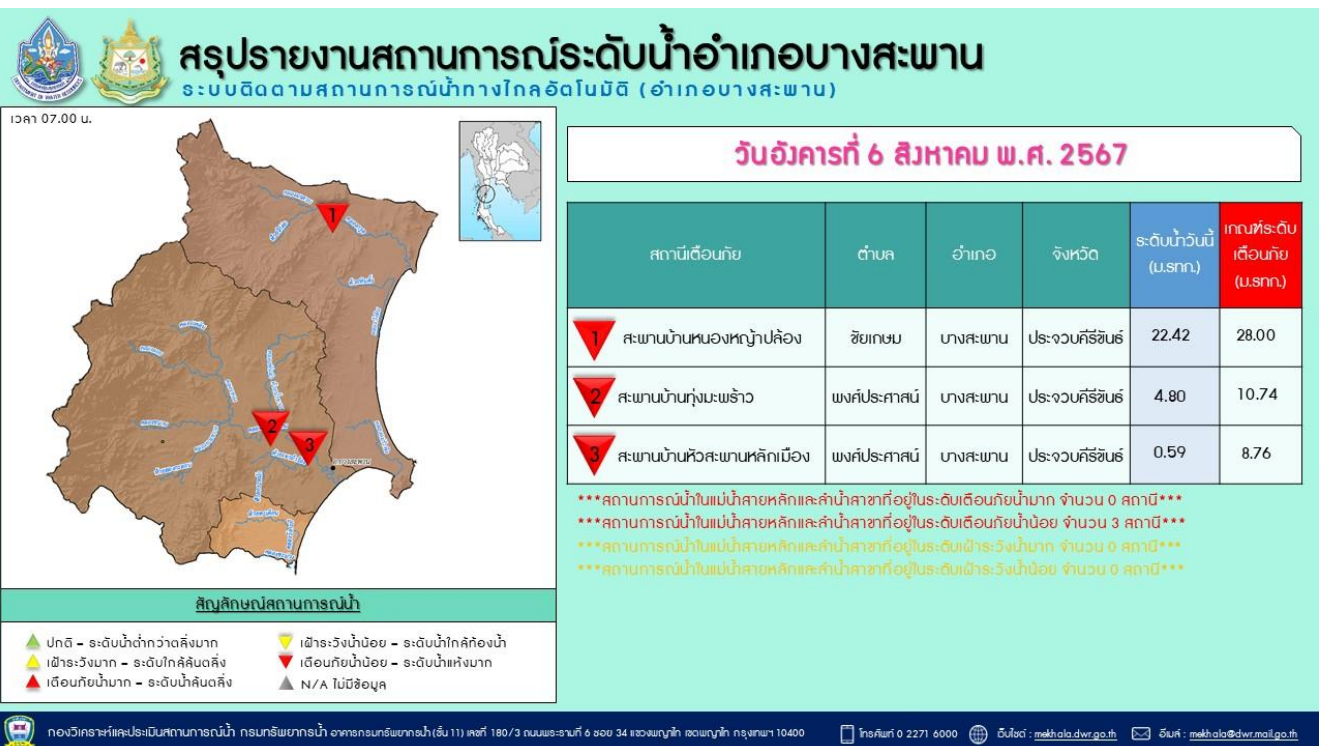 สรุปรายงานสถานการณ์ระดับน้ำอำเภอบางสะพาน
ระบบติดตามสถานการณ์น้ำทางไกลอัตโนมัติ (อำเภอบางสะพาน)
เวลา 07.00 น.
1
2
3
วันอังคารที่ 6 สิงหาคม พ.ศ. 2567
สถานีเตือนภัย ตำบล อำเภอ จังหวัด ระดับน้ำวันนี้ (ม.รทก.) เกณฑ์ระดับเตือนภัย (ม.รทก.)
1 สะพานบ้านหนองหญ้าปล้อง ชัยเกษม บางสะพาน ประจวบคีรีขันธ์ 22.42 28.00
2 สะพานบ้านทุ่งมะพร้าว พงศ์ประศาสน์ บางสะพาน ประจวบคีรีขันธ์ 4.80 10.74
3 สะพานบ้านหัวสะพานหลักเมือง พงศ์ประศาสน์ บางสะพาน ประจวบคีรีขันธ์ 0.59 8.76
***สถานการณ์น้ำในแม่น้ำสายหลักและลำน้ำสาขาที่อยู่ในระดับเตือนภัยน้ำมาก จำนวน 0 สถานี***
***สถานการณ์น้ำในแม่น้ำสายหลักและลำน้ำสาขาที่อยู่ในระดับเตือนภัยน้ำน้อย จำนวน 3 สถานี***
***สถานการณ์น้ำในแม่น้ำสายหลักและลำน้ำสาขาที่อยู่ในระดับเฝ้าระวังน้ำมาก จำนวน 0 สถานี***
***สถานการณ์น้ำในแม่น้ำสายหลักและลำน้ำสาขาที่อยู่ในระดับเฝ้าระวังน้ำน้อย จำนวน 0 สถานี***
สัญลักษณ์สถานการณ์น้ำ
ปกติ - ระดับน้ำต่ำกว่าตลิ่งมาก
เฝ้าระวังมาก - ระดับใกล้ล้นตลิ่ง
เตือนภัยน้ำมาก - ระดับน้ำล้นตลิ่ง
เฝ้าระวังน้ำน้อย - ระดับน้ำใกล้ท้องน้ำ
เตือนภัยน้ำน้อย - ระดับน้ำแห้งมาก
N/A ไม่มีข้อมูล
กองวิเคราะห์และประเมินสถานการณ์น้ำ กรมทรัพยากรน้ำ อาคารกรมทรัพยากรน้ำ (ชั้น 11) เลขที่ 180/3 ถนนพระรามที่ 6 ซอย 34 แขวงพญาไท เขตพญาไท กรุงเทพฯ 10400 โทรศัพท์ 0 2271 6000 เว็บไซต์ : mekhala.dwr.go.th อีเมล์ : mekhala@dwr.mail.go.th